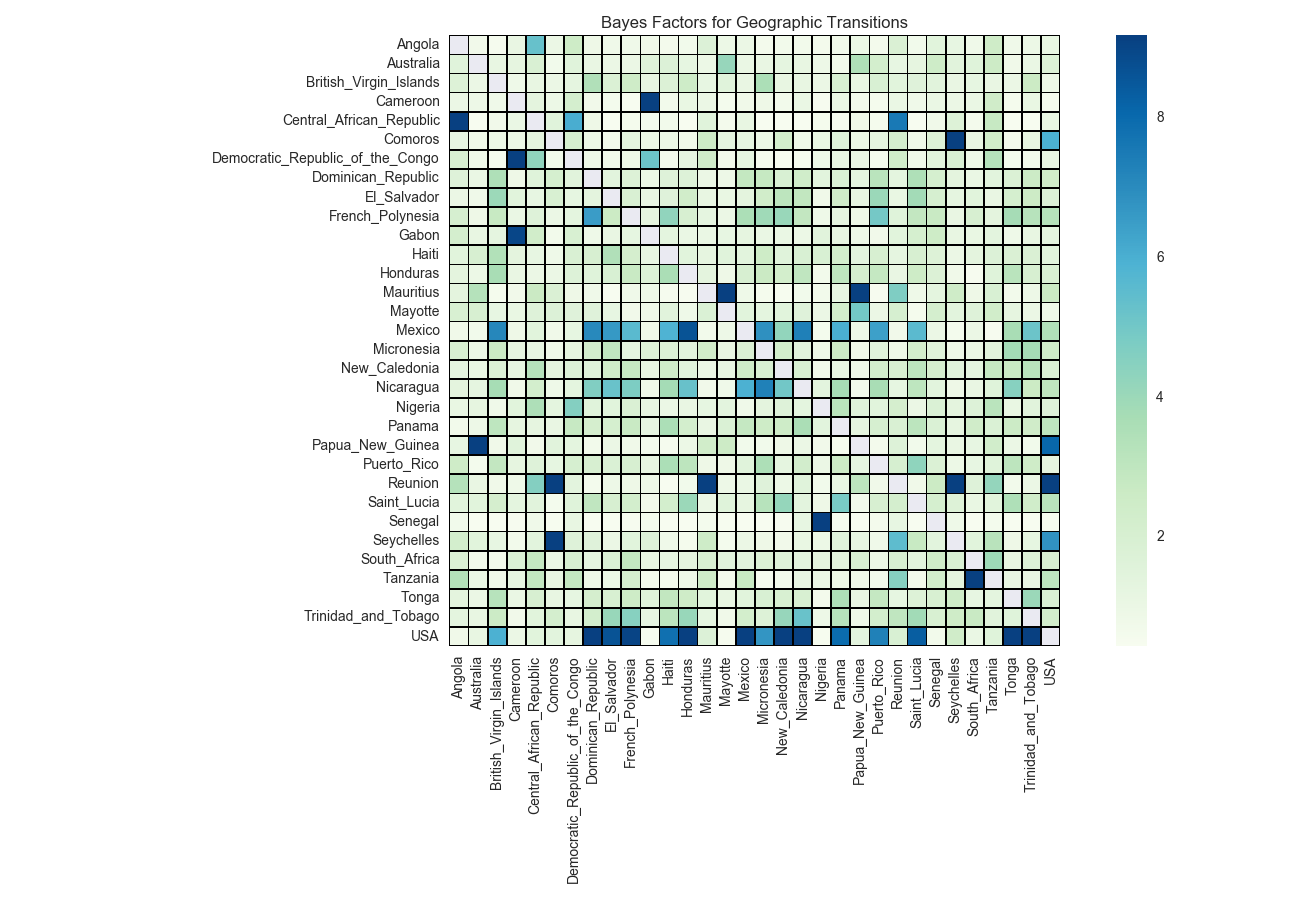 Bayes Factors for Geographic Transitions
Angola
Australia
British_Virgin_Islands
Cameroon
Central_African_Republic
Comoros
Democratic_Republic_of_the_Congo
Dominican_Republic
El_Salvador
French_Polynesia
Gabon
Haiti
Honduras
Mauritius
Mayotte
Mexico
Micronesia
New_Caledonia
Nicaragua
Nigeria
Panama
Papua_New_Guinea
Puerto_Rico
Reunion
Saint_Lucia
Senegal
Seychelles
South_Africa
Tanzania
Tonga
Trinidad_and_Tobago
USA
Angola
Australia
British_Virgin_Islands
Cameroon
Central_African_Republic
Comoros
Democratic_Republic_of_the_Congo
Dominican_Republic
El_Salvador
French_Polynesia
Gabon
Haiti
Honduras
Mauritius
Mayotte
Mexico
Micronesia
New_Caledonia
Nicaragua
Nigeria
Panama
Papua_New_Guinea
Puerto_Rico
Reunion
Saint_Lucia
Senegal
Seychelles
South_Africa
Tanzania
Tonga
Trinidad_and_Tobago
USA
8
6
4
2